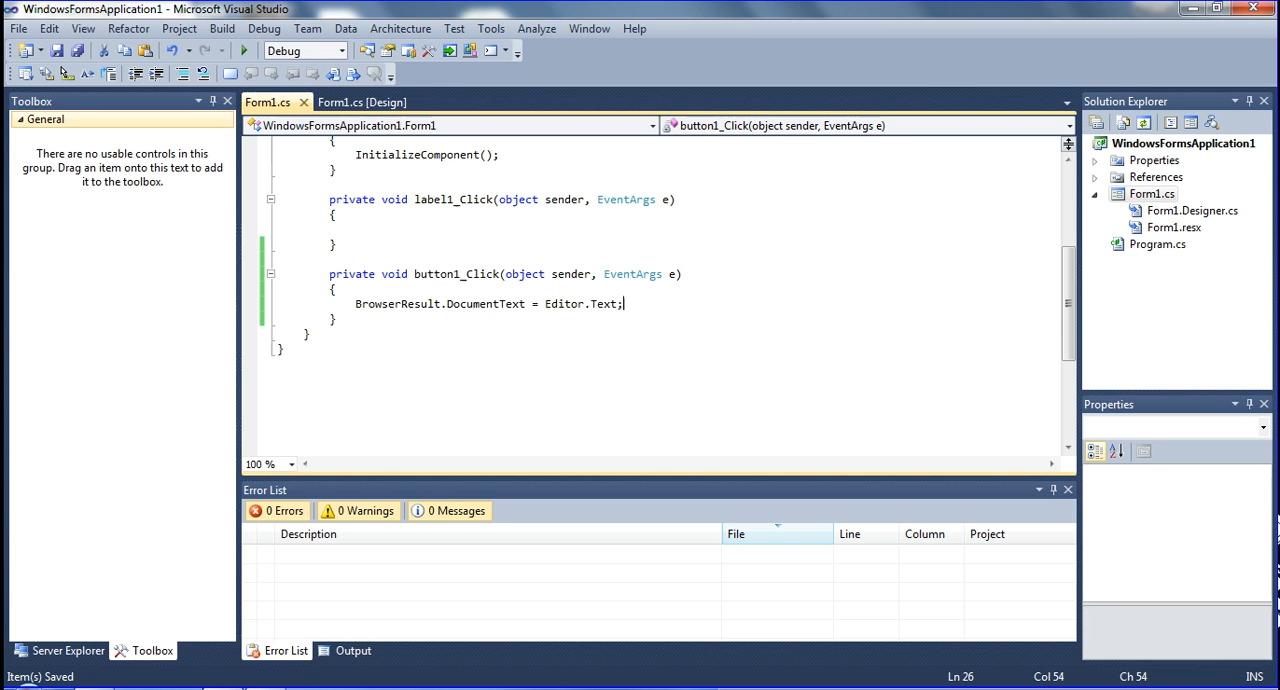 WindowsFormsApplication1 - Microsoft Visual Studio
File Edit View Refactor Project Build Debug Team Data Architecture Test Tools Analyze Window Help
Debug
Toolbox
General
There are no usable controls in this
group. Drag an item onto this text to add
it to the toolbox.
Server Explorer Toolbox
Form1.cs Form1.cs [Design]
WindowsFormsApplication1.Form1 button1_Click(object sender, EventArgs e)
{
InitializeComponent();
}
private void label1_Click(object sender, EventArgs e)
{
}
private void button1_Click(object sender, EventArgs e)
{
BrowserResult.DocumentText = Editor.Text;
}
}
}
100 %
Error List
0 Errors 0 Warnings 0 Messages
Description File Line Column Project
Error List Output
Solution Explorer
WindowsFormsApplication1
Properties
References
Form1.cs
Form1.Designer.cs
Form1.resx
Program.cs
Properties
Item(s) Saved Ln 26 Col 54 Ch 54 INS